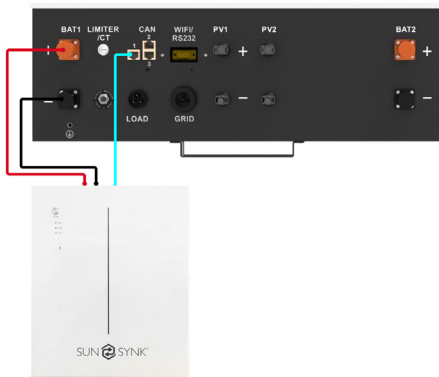 BAT1
LIMITER
/CT
CAN
2
1
3
WIFI/
RS232
PV1
PV2
BAT2
+
+
+
−
−
−
LOAD
GRID
SUN SYNK